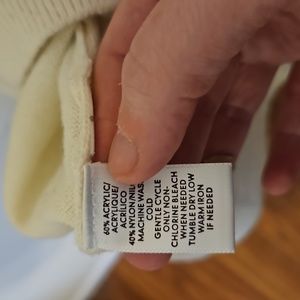 60% ACRYLIC/
ACRYLIQUE/
ACRÍLICO
40% NYLON/NIL
MACHINE WAS
COLD
GENTLE CYCLE
ONLY NON-
CHLORINE BLEACH
WHEN NEEDED
TUMBLE DRY LOW
WARM IRON
IF NEEDED